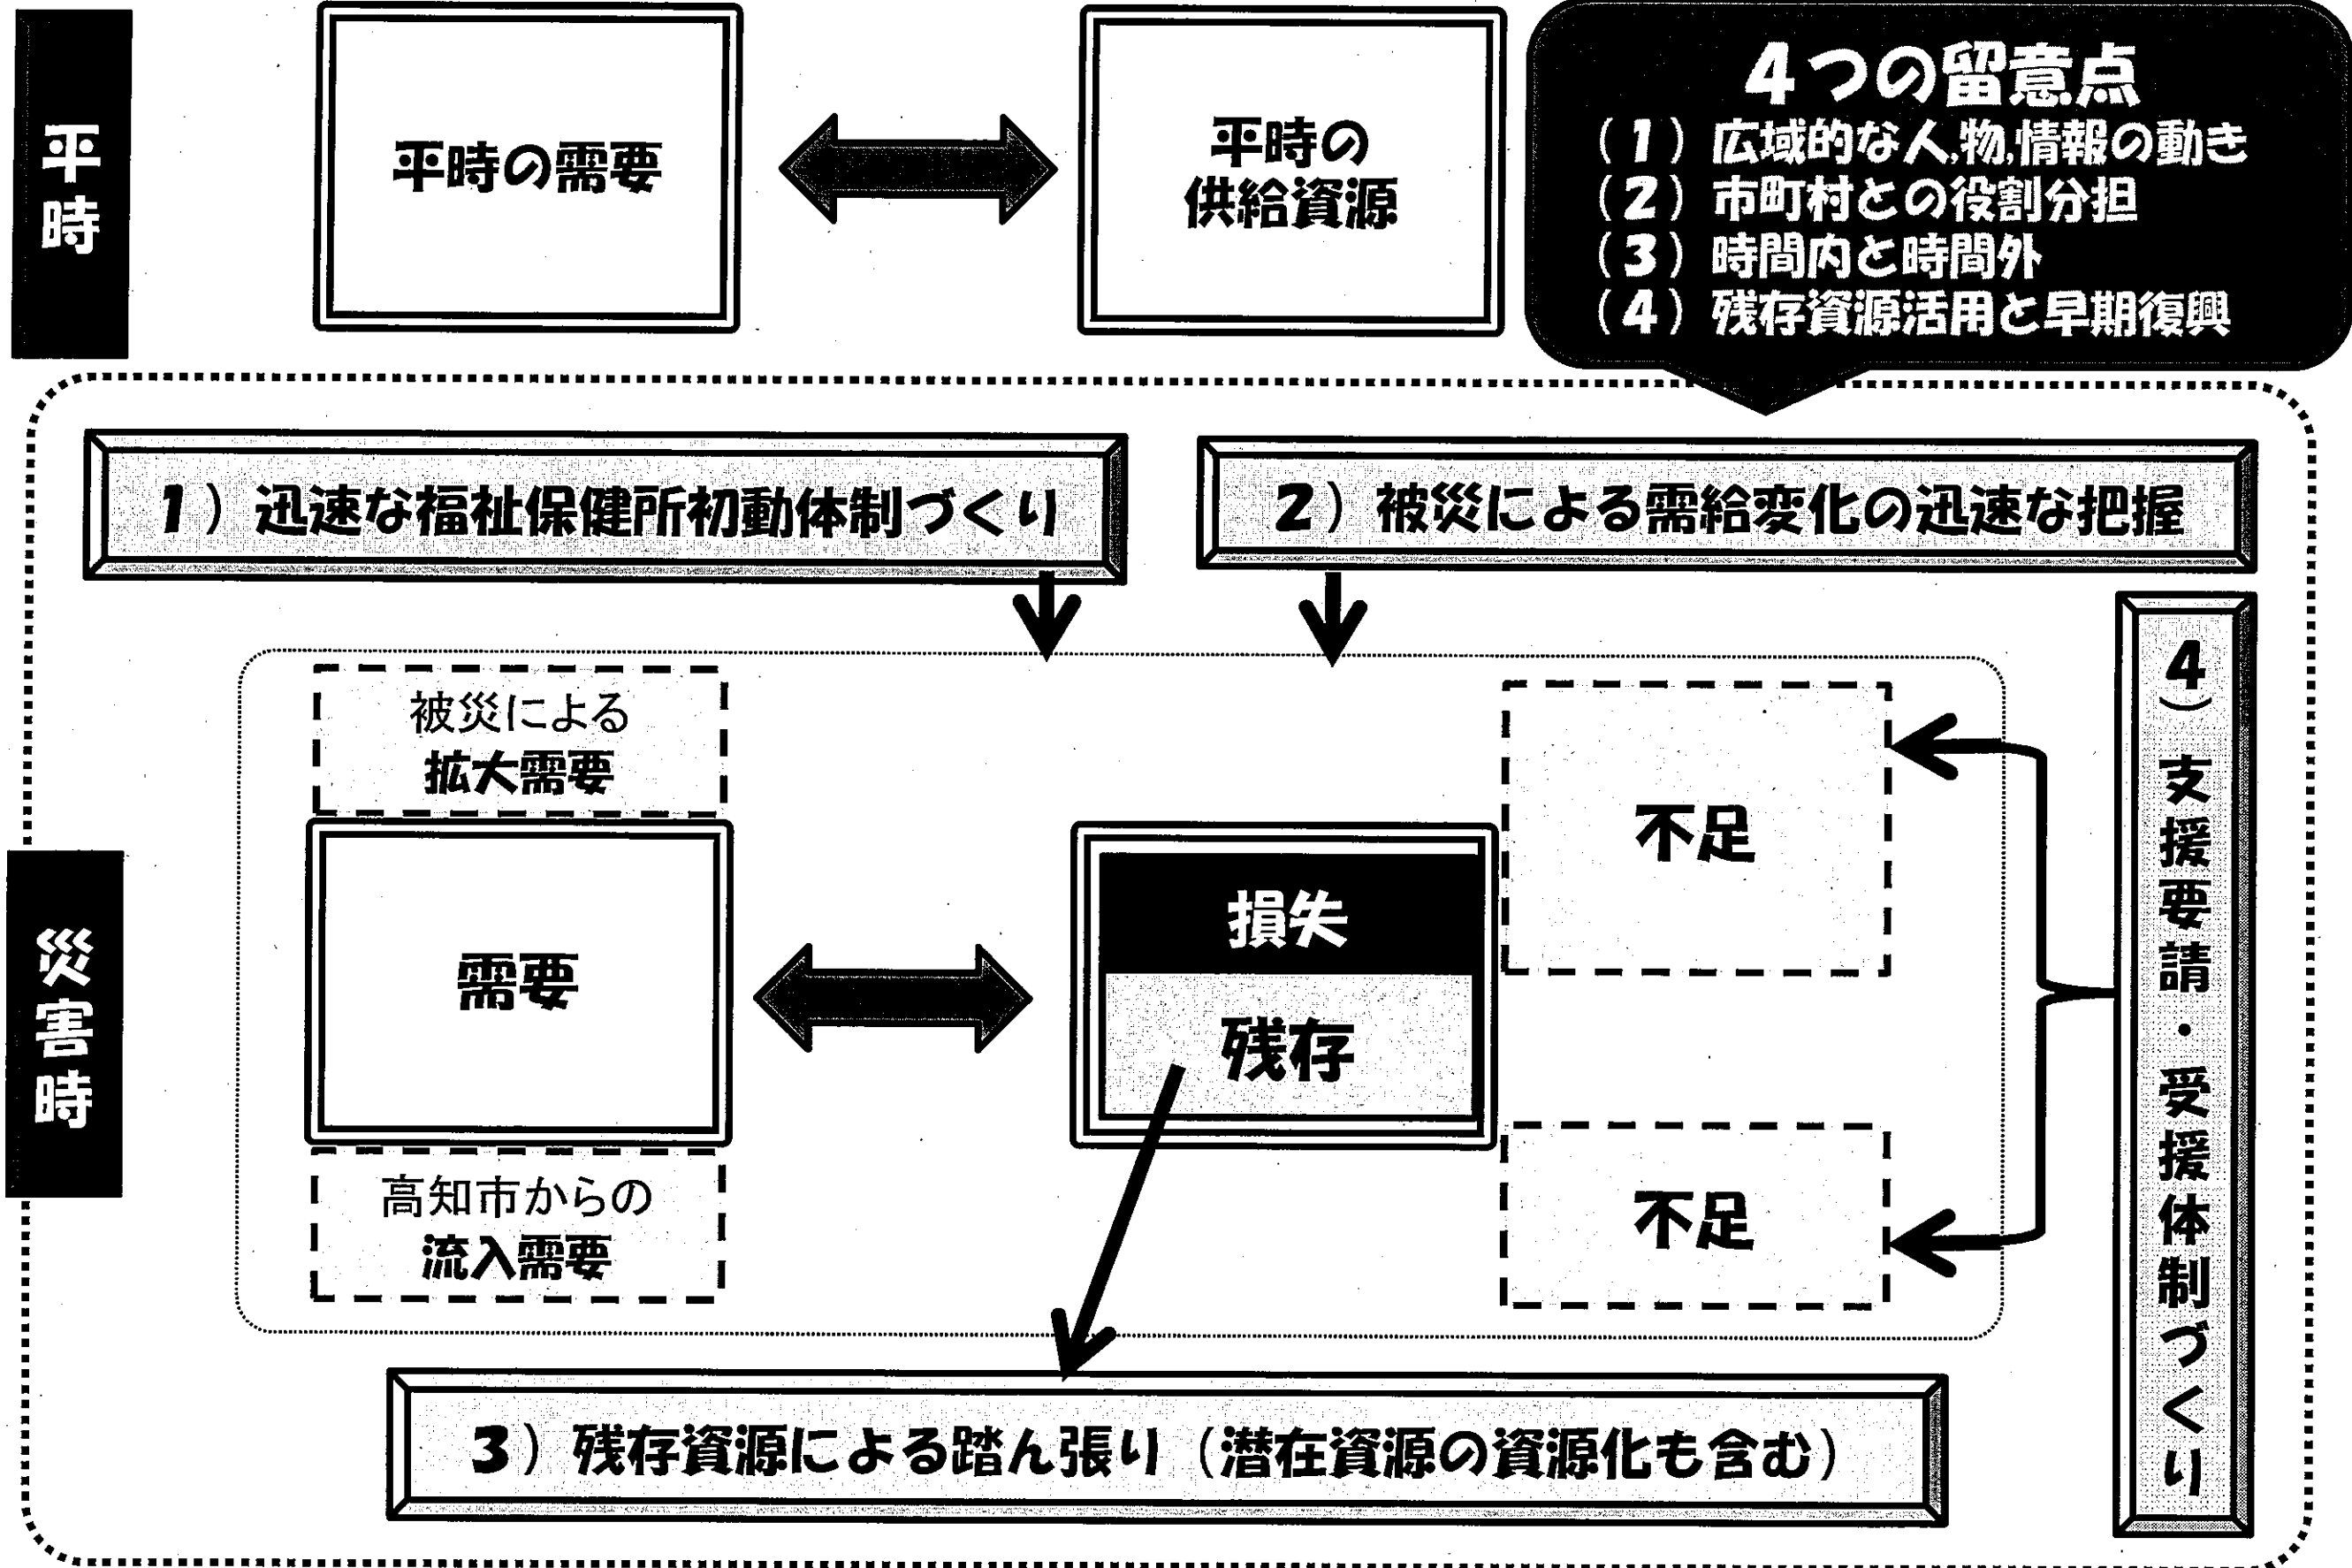 平時
平時の需要
平時の
供給資源
4つの留意点
(1) 広域的な人,物,情報の動き
(2) 市町村との役割分担
(3) 時間内と時間外
(4) 残存資源活用と早期復興
1) 迅速な福祉保健所初動体制づくり
2) 被災による需給変化の迅速な把握
災害時
被災による
拡大需要
需要
高知市からの
流入需要
損失
残存
不足
不足
4) 支援要請・受援体制づくり
3) 残存資源による踏ん張り (潜在資源の資源化も含む)